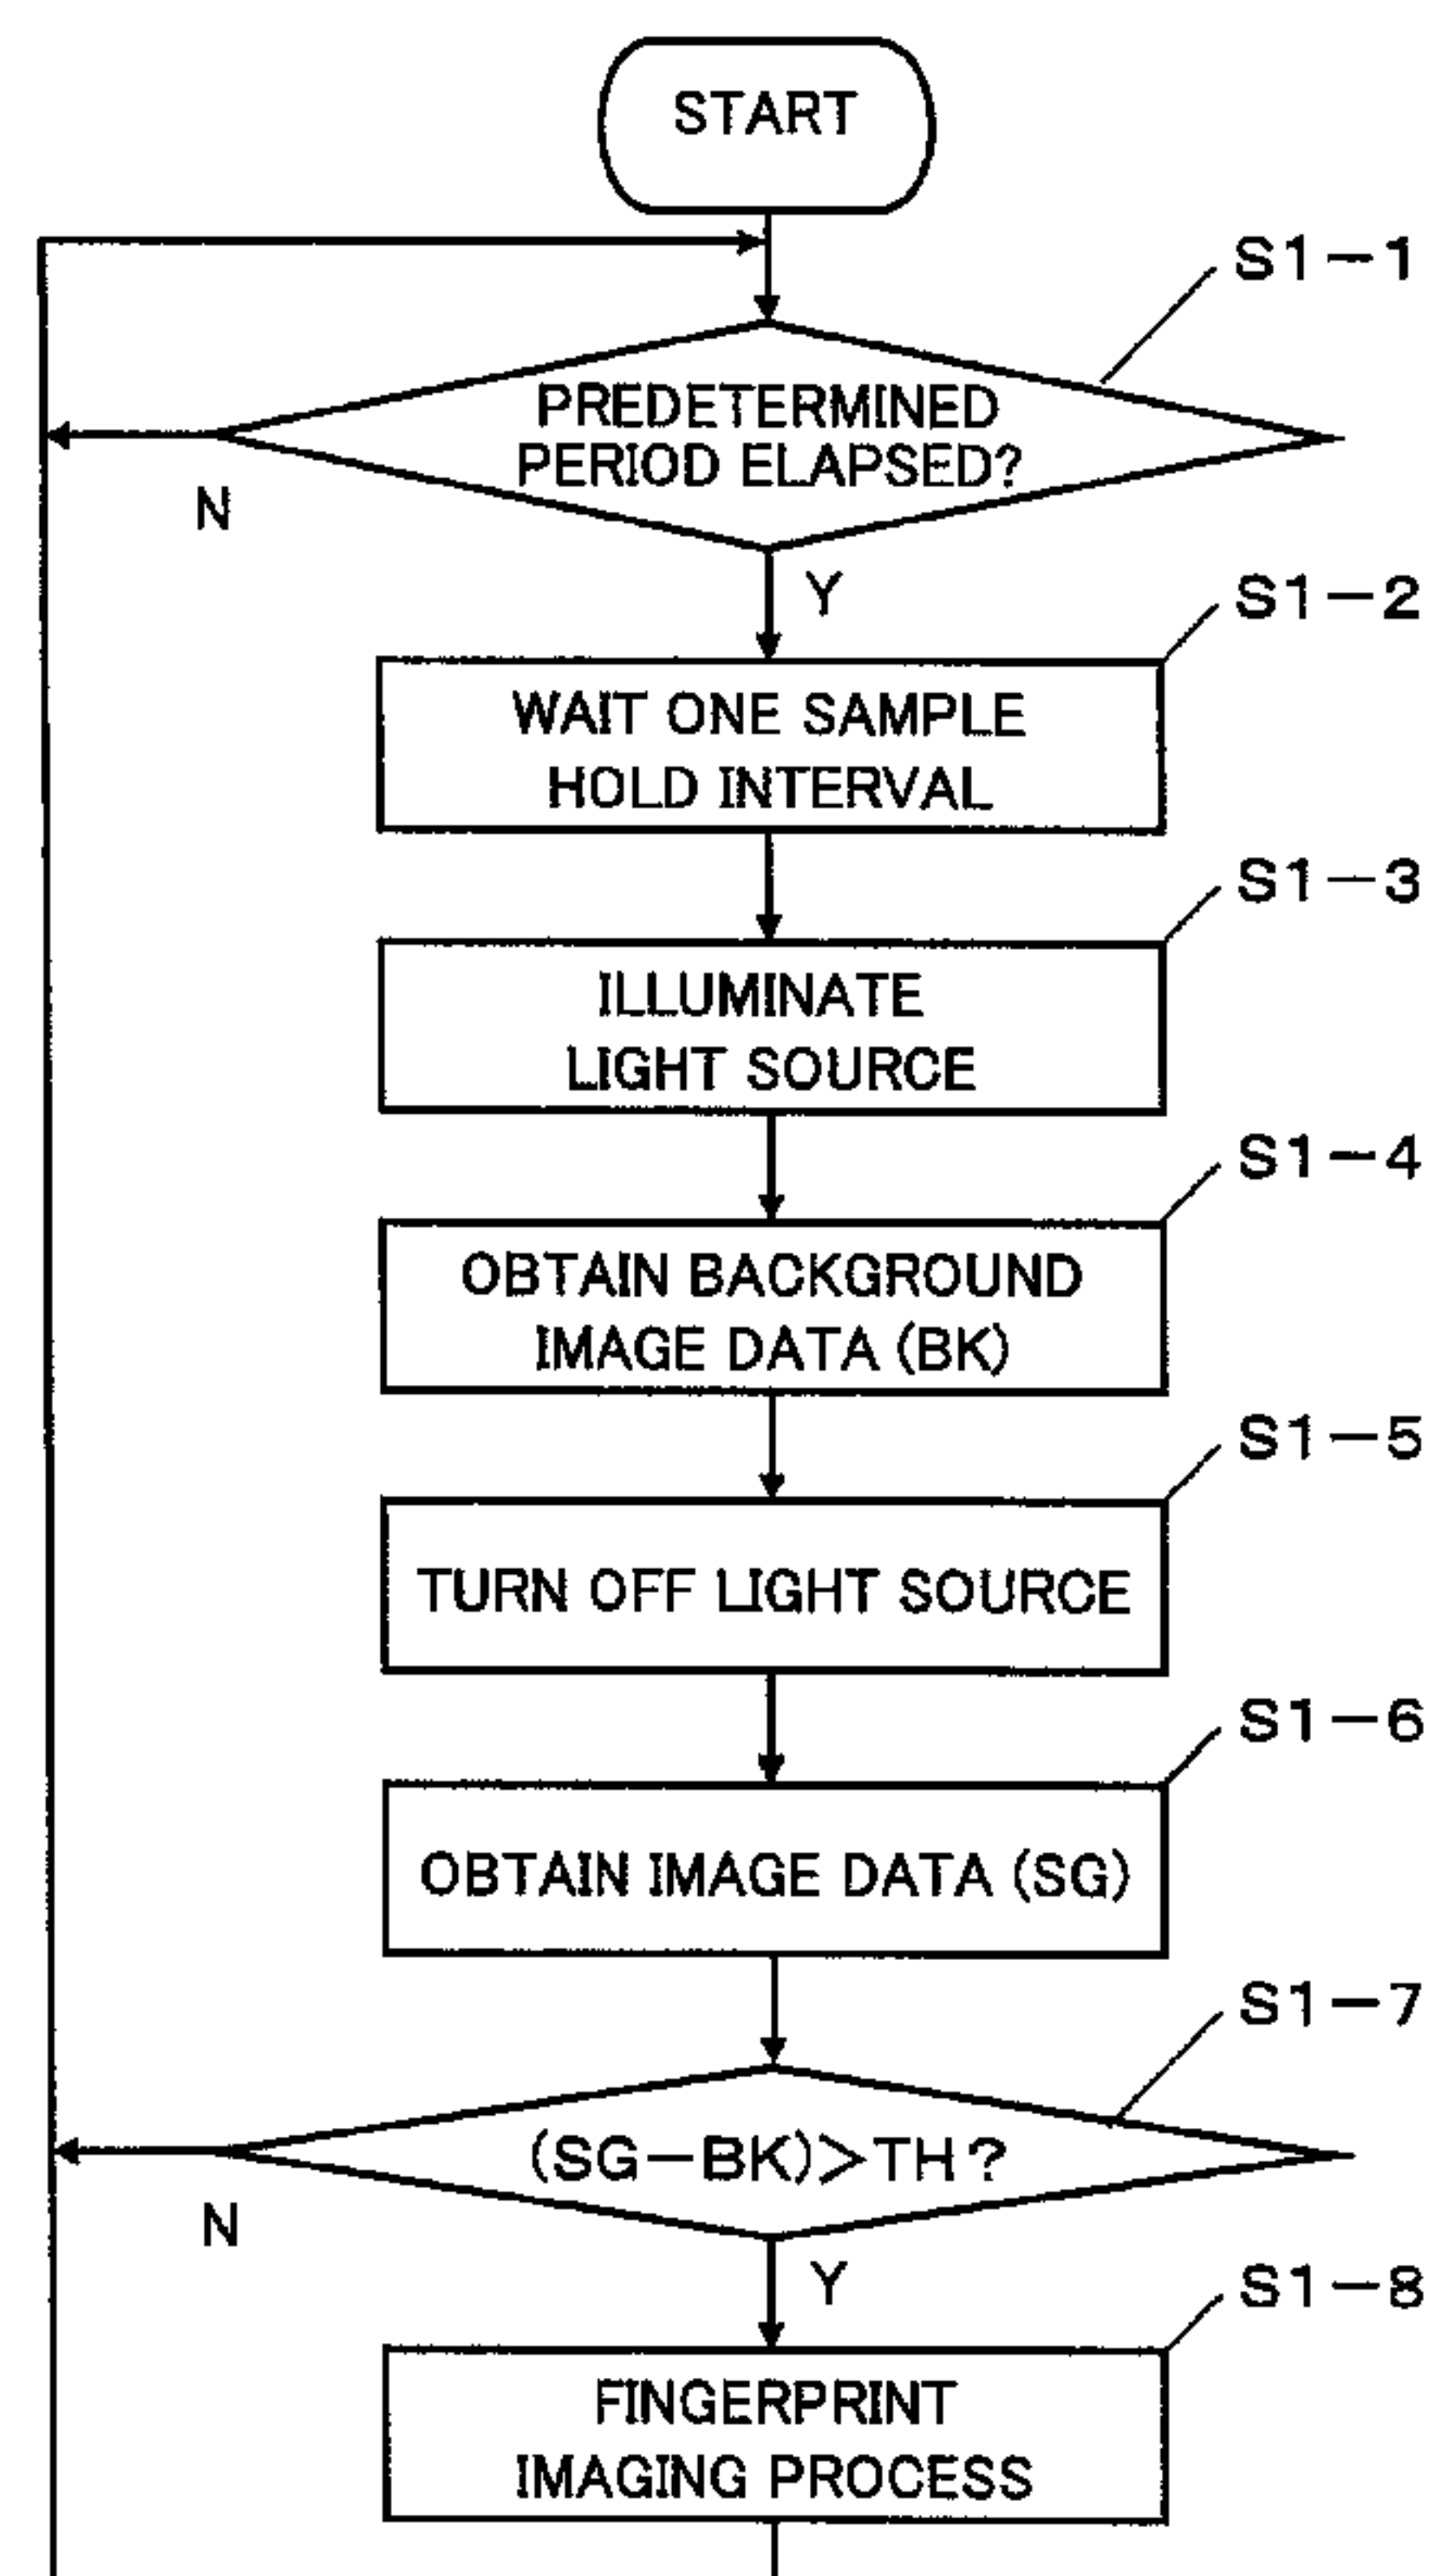 START
S1-1
PREDETERMINED
PERIOD ELAPSED?
N
Y
S1-2
WAIT ONE SAMPLE
HOLD INTERVAL
S1-3
ILLUMINATE
LIGHT SOURCE
S1-4
OBTAIN BACKGROUND
IMAGE DATA (BK)
S1-5
TURN OFF LIGHT SOURCE
S1-6
OBTAIN IMAGE DATA (SG)
S1-7
(SG-BK)>TH?
N
Y
S1-8
FINGERPRINT
IMAGING PROCESS